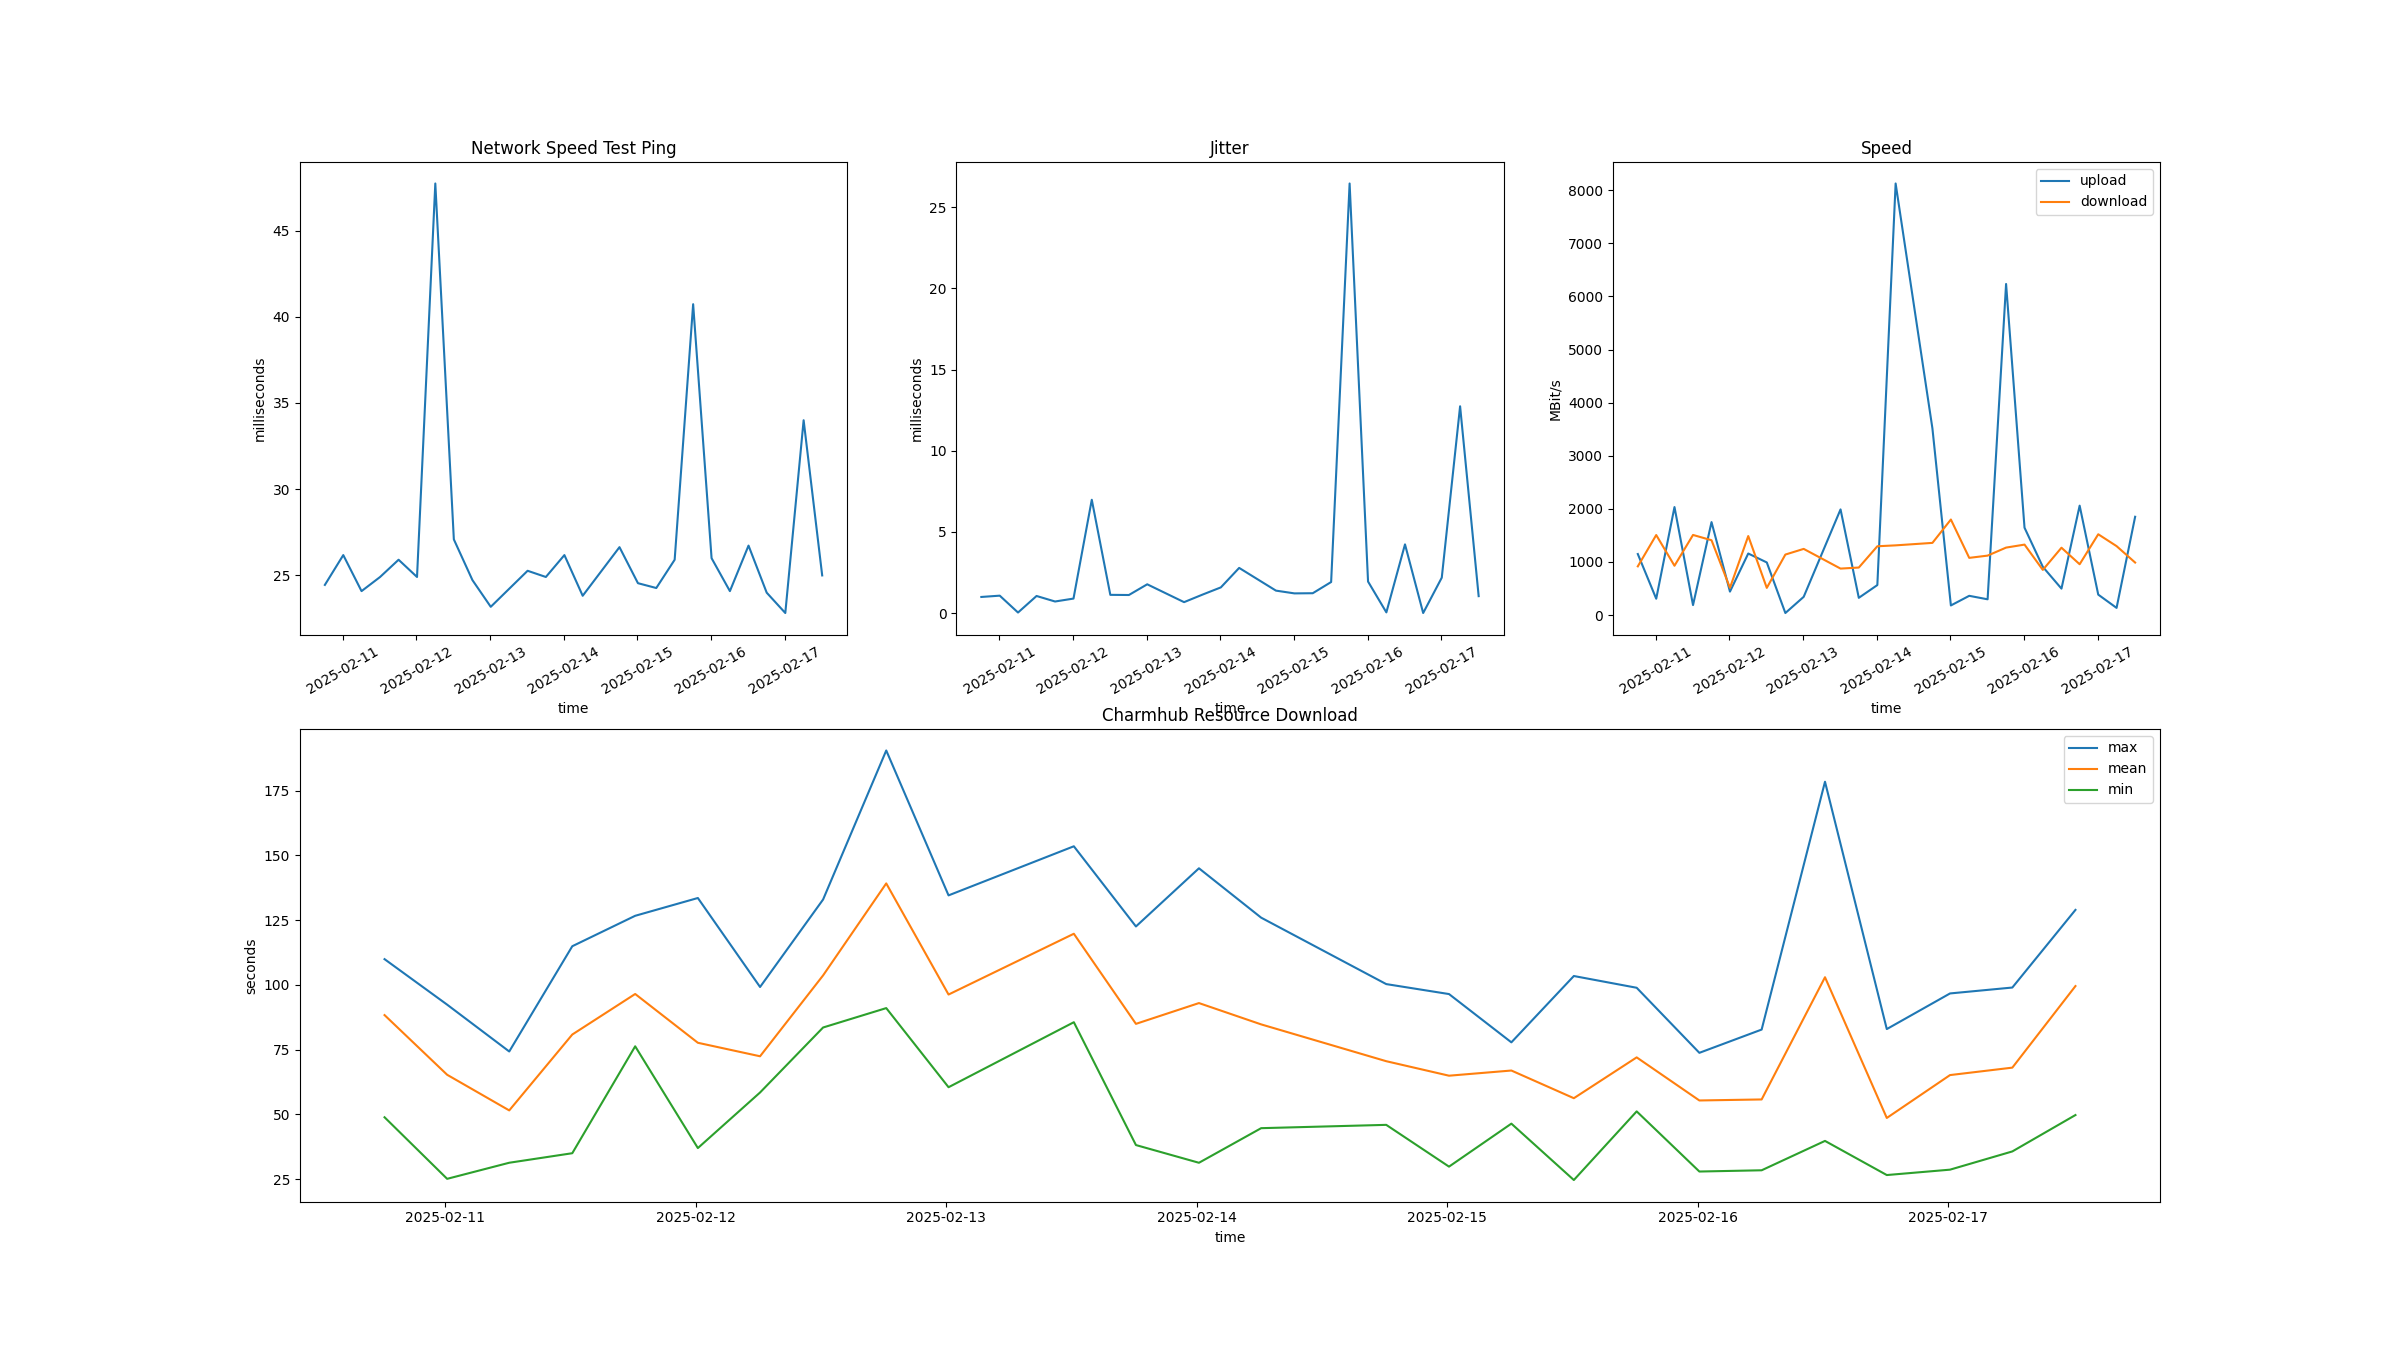 Network Speed Test Ping
Jitter
Speed
milliseconds
45
40
35
30
25
2025-02-11 2025-02-12 2025-02-13 2025-02-14 2025-02-15 2025-02-16 2025-02-17
time
milliseconds
25
20
15
10
5
0
2025-02-11 2025-02-12 2025-02-13 2025-02-14 2025-02-15 2025-02-16 2025-02-17
time
MBit/s
8000
7000
6000
5000
4000
3000
2000
1000
0
upload
download
2025-02-11 2025-02-12 2025-02-13 2025-02-14 2025-02-15 2025-02-16 2025-02-17
time
Charmhub Resource Download
seconds
175
150
125
100
75
50
25
max
mean
min
2025-02-11 2025-02-12 2025-02-13 2025-02-14 2025-02-15 2025-02-16 2025-02-17
time